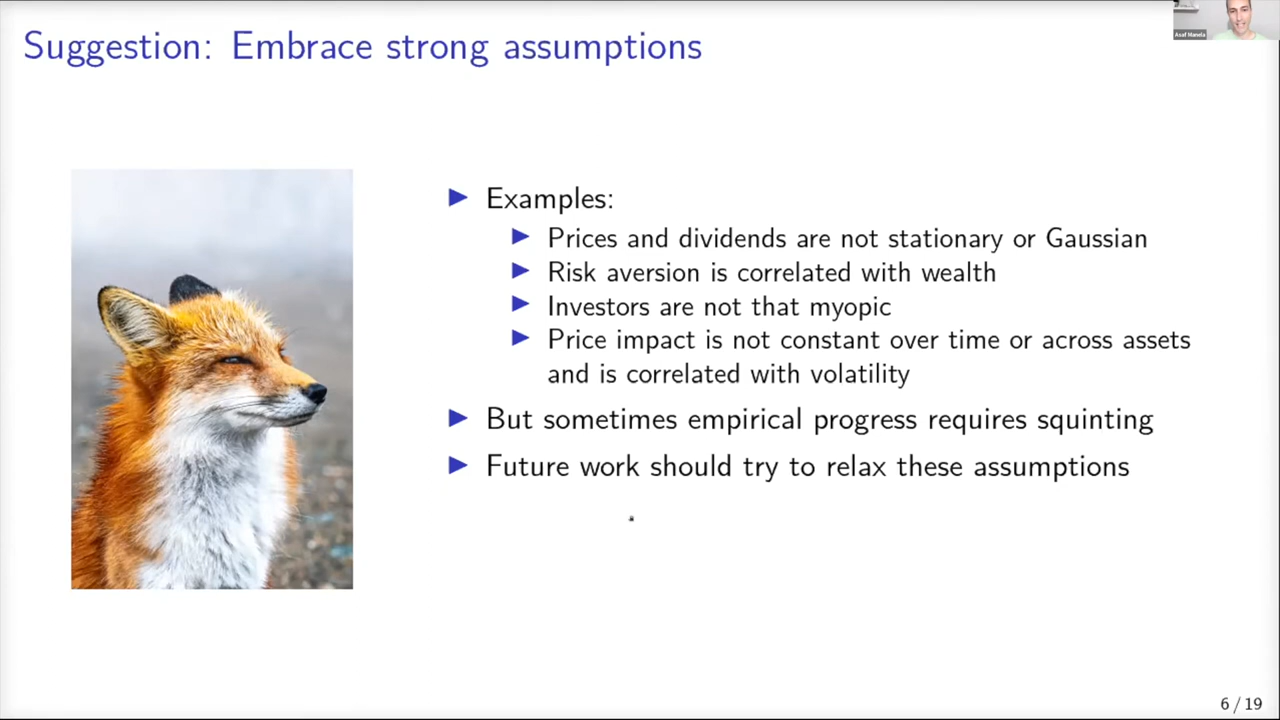 Asaf Manela
Suggestion: Embrace strong assumptions
Examples:
Prices and dividends are not stationary or Gaussian
Risk aversion is correlated with wealth
Investors are not that myopic
Price impact is not constant over time or across assets
and is correlated with volatility
But sometimes empirical progress requires squinting
Future work should try to relax these assumptions
6 / 19